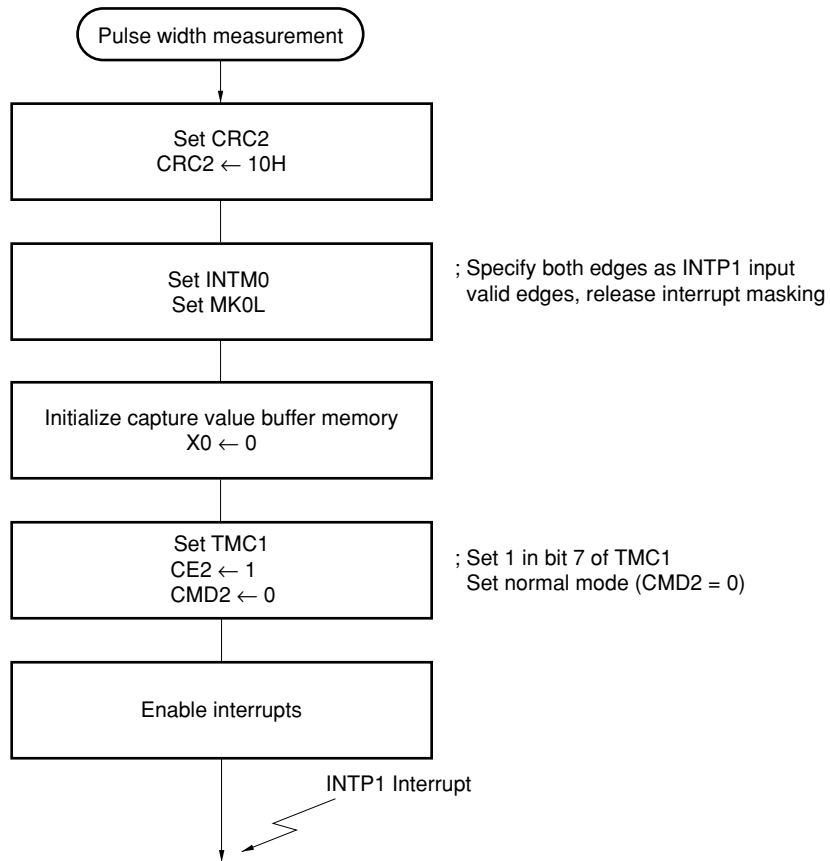 Pulse width measurement
Set CRC2
CRC2 ← 10H
Set INTM0
Set MK0L
; Specify both edges as INTP1 input
valid edges, release interrupt masking
Initialize capture value buffer memory
X0 ← 0
Set TMC1
CE2 ← 1
CMD2 ← 0
; Set 1 in bit 7 of TMC1
Set normal mode (CMD2 = 0)
Enable interrupts
INTP1 Interrupt